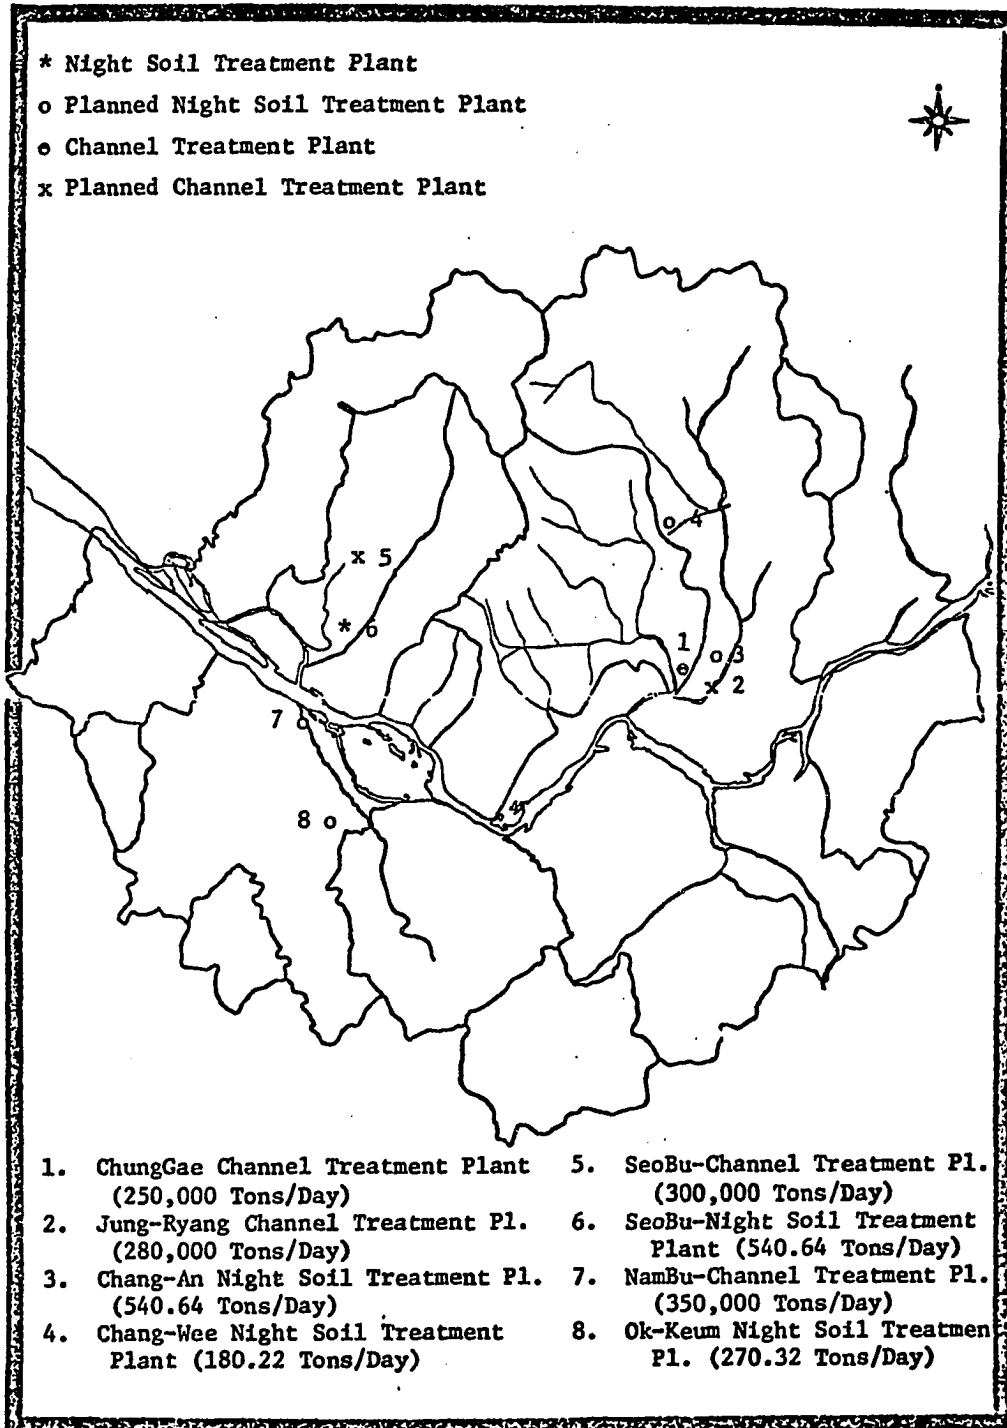 * Night Soil Treatment Plant
o Planned Night Soil Treatment Plant
ɵ Channel Treatment Plant
x Planned Channel Treatment Plant
4
5
6
1
3
2
7
8
1. ChungGae Channel Treatment Plant
(250,000 Tons/Day)
2. Jung-Ryang Channel Treatment Pl.
(280,000 Tons/Day)
3. Chang-An Night Soil Treatment Pl.
(540.64 Tons/Day)
4. Chang-Wee Night Soil Treatment
Plant (180.22 Tons/Day)
5. SeoBu-Channel Treatment Pl.
(300,000 Tons/Day)
6. SeoBu-Night Soil Treatment
Plant (540.64 Tons/Day)
7. NamBu-Channel Treatment Pl.
(350,000 Tons/Day)
8. Ok-Keum Night Soil Treatmen
Pl. (270.32 Tons/Day)